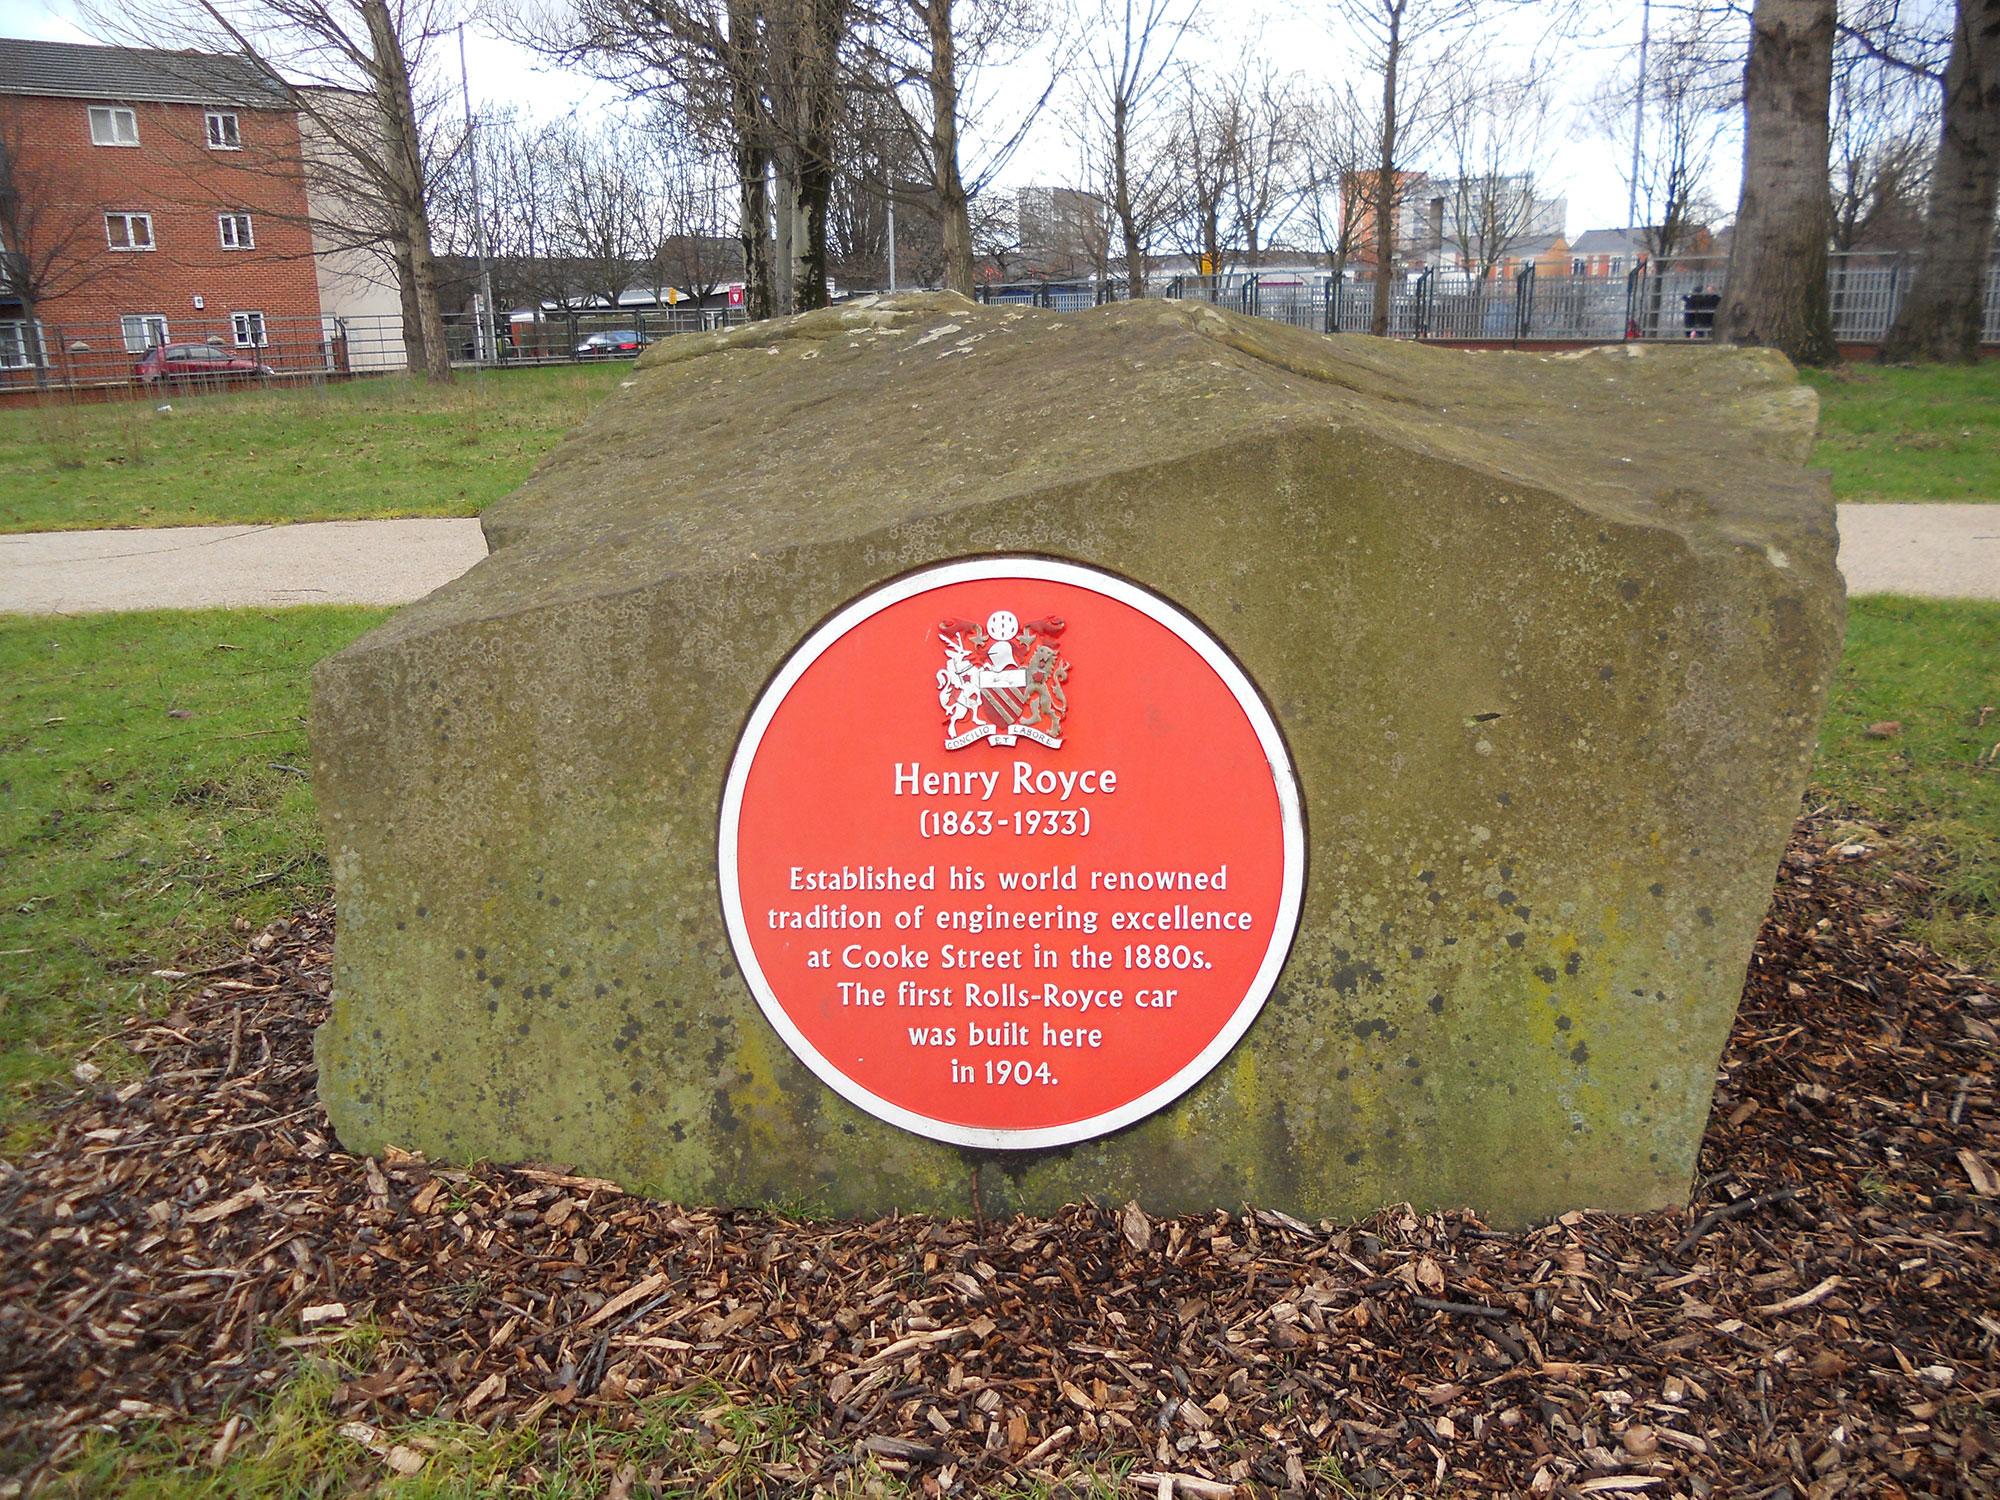 CONCILIO ET LABORE
Henry Royce
(1863-1933)
Established his world renowned
tradition of engineering excellence
at Cooke Street in the 1880s.
The first Rolls-Royce car
was built here
in 1904.